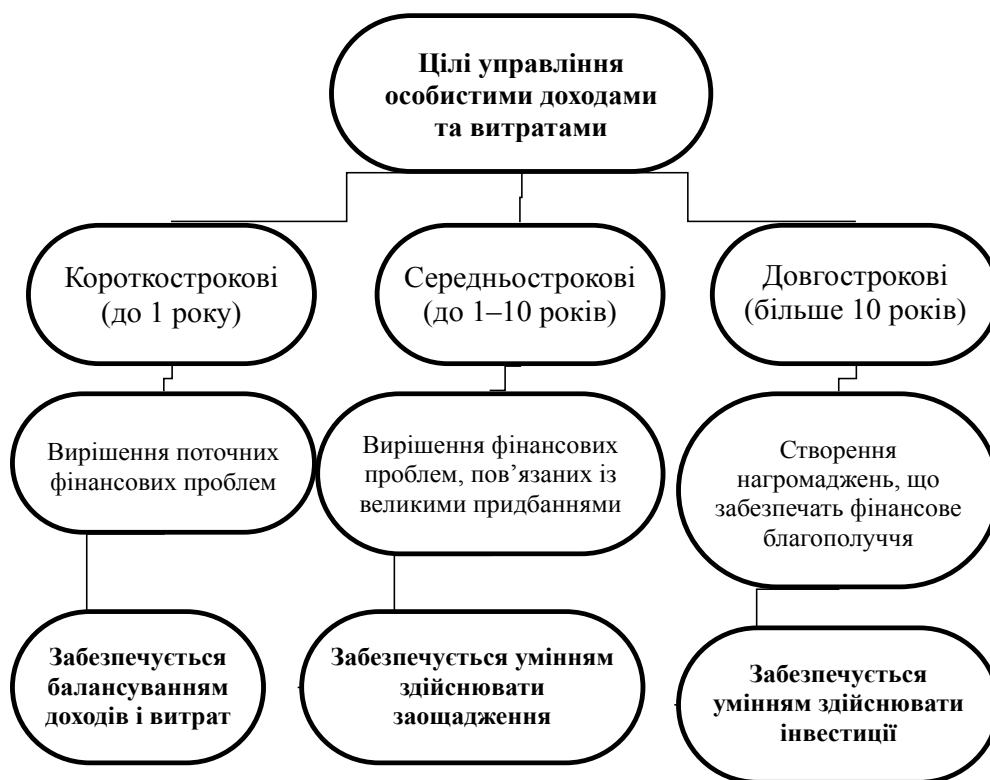 Цілі управління
особистими доходами
та витратами
Короткострокові
(до 1 року)
Середньострокові
(до 1–10 років)
Довгострокові
(більше 10 років)
Вирішення поточних
фінансових проблем
Вирішення фінансових
проблем, пов’язаних із
великими придбаннями
Створення
нагромаджень, що
забезпечать фінансове
благополуччя
Забезпечується
балансуванням
доходів і витрат
Забезпечується умінням
здійснювати
заощадження
Забезпечується
умінням здійснювати
інвестиції